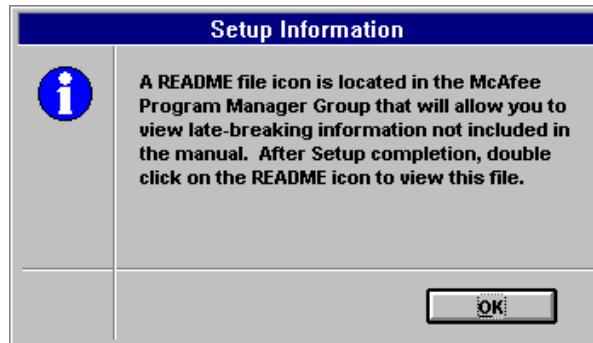 Setup Information
A README file icon is located in the McAfee
Program Manager Group that will allow you to
view late-breaking information not included in
the manual.  After Setup completion, double
click on the README icon to view this file.
OK